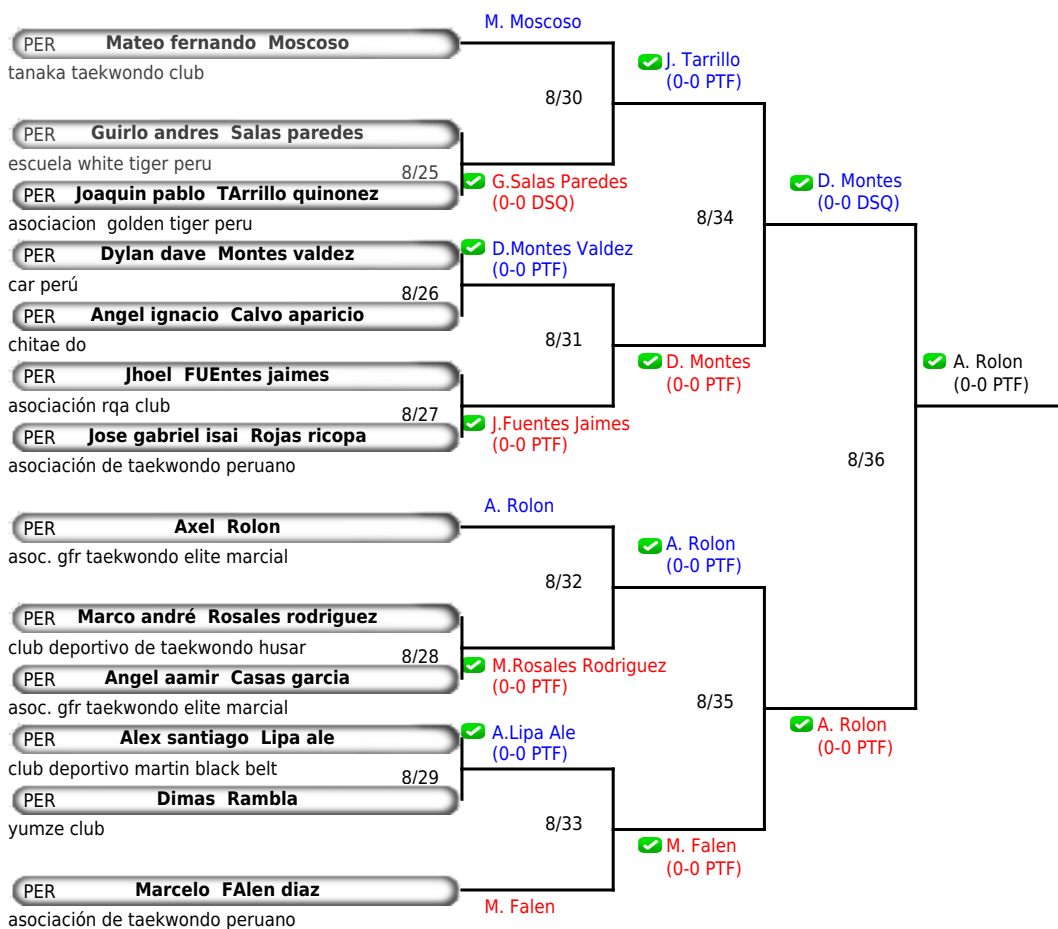 M. Moscoso
PER Mateo fernando Moscoso
tanaka taekwondo club
J. Tarrillo
(0-0 PTF)
8/30
PER Guirlo andres Salas paredes
escuela white tiger peru
8/25
G.Salas Paredes
(0-0 DSQ)
PER Joaquin pablo TArrillo quinonez
asociacion golden tiger peru
D. Montes
(0-0 DSQ)
8/34
PER Dylan dave Montes valdez
car perú
D.Montes Valdez
(0-0 PTF)
8/26
PER Angel ignacio Calvo aparicio
chitae do
8/31
D. Montes
(0-0 PTF)
A. Rolon
(0-0 PTF)
PER Jhoel FUEntes jaimes
asociación rqa club
8/27
J.Fuentes Jaimes
(0-0 PTF)
PER Jose gabriel isai Rojas ricopa
asociación de taekwondo peruano
8/36
A. Rolon
PER Axel Rolon
asoc. gfr taekwondo elite marcial
A. Rolon
(0-0 PTF)
8/32
PER Marco andré Rosales rodriguez
club deportivo de taekwondo husar
8/28
M.Rosales Rodriguez
(0-0 PTF)
PER Angel aamir Casas garcia
asoc. gfr taekwondo elite marcial
8/35
A. Rolon
(0-0 PTF)
PER Alex santiago Lipa ale
club deportivo martin black belt
A.Lipa Ale
(0-0 PTF)
8/29
PER Dimas Rambla
yumze club
8/33
M. Falen
(0-0 PTF)
PER Marcelo FAlen diaz
asociación de taekwondo peruano
M. Falen